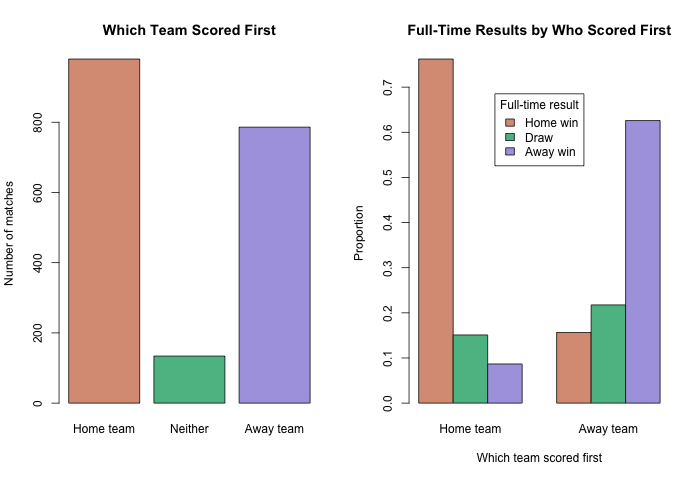 Which Team Scored First
Number of matches
0
200
400
600
800
Home team
Neither
Away team
Full-Time Results by Who Scored First
Proportion
0.0
0.1
0.2
0.3
0.4
0.5
0.6
0.7
Full-time result
Home win
Draw
Away win
Home team
Away team
Which team scored first